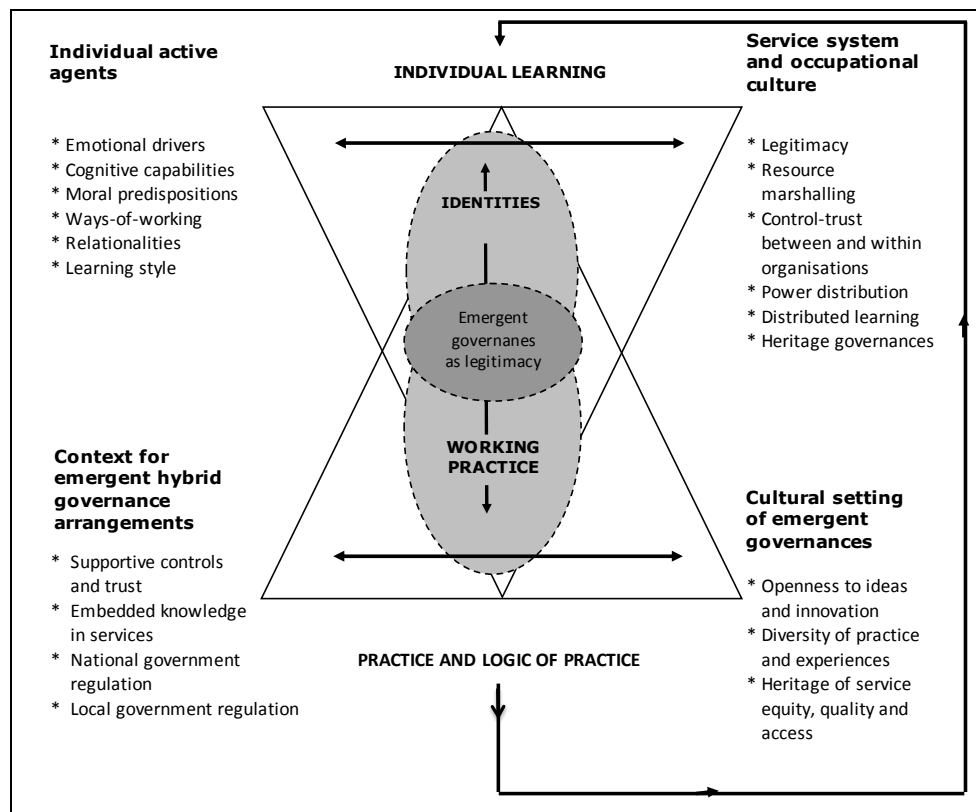 Individual active
agents
* Emotional drivers
* Cognitive capabilities
* Moral predispositions
* Ways-of-working
* Relationalities
* Learning style
INDIVIDUAL LEARNING
Service system
and occupational
culture
* Legitimacy
* Resource
marshalling
* Control-trust
between and within
organisations
* Power distribution
* Distributed learning
* Heritage governances
IDENTITIES
Emergent
governanes
as legitimacy
WORKING
PRACTICE
Context for
emergent hybrid
governance
arrangements
* Supportive controls
and trust
* Embedded knowledge
in services
* National government
regulation
* Local government regulation
PRACTICE AND LOGIC OF PRACTICE
Cultural setting
of emergent
governances
* Openness to ideas
and innovation
* Diversity of practice
and experiences
* Heritage of service
equity, quality and
access